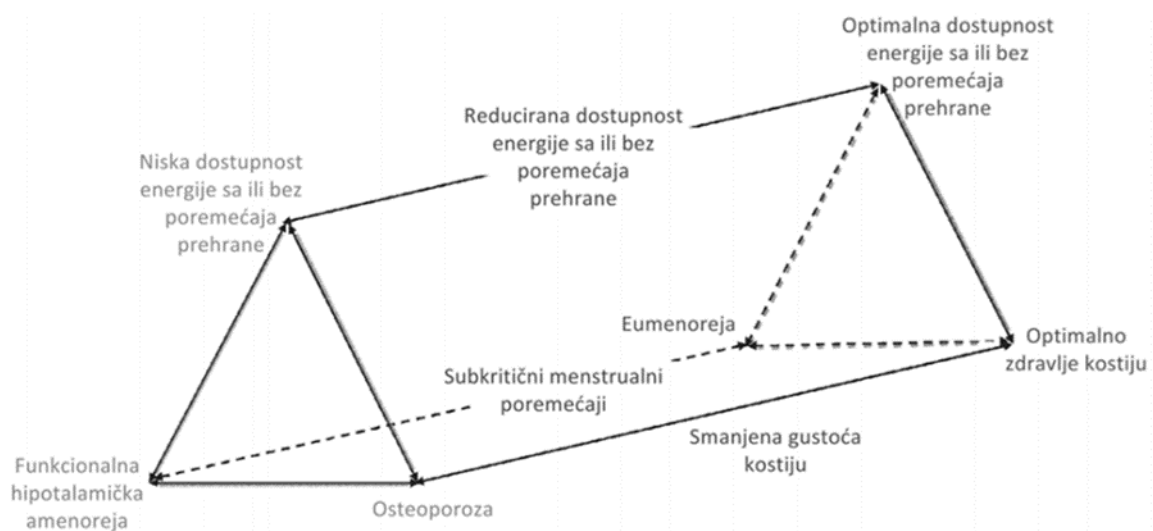 Optimalna dostupnost
energije sa ili bez
poremećaja
prehrane
Reducirana dostupnost
energije sa ili bez
poremećaja
prehrane
Niska dostupnost
energije sa ili bez
poremećaja
prehrane
Eumenoreja
Optimalno
zdravlje kostiju
Subkritični menstrualni
poremećaji
Smanjena gustoća
kostiju
Funkcionalna
hipotalamička
amenoreja
Osteoporoza